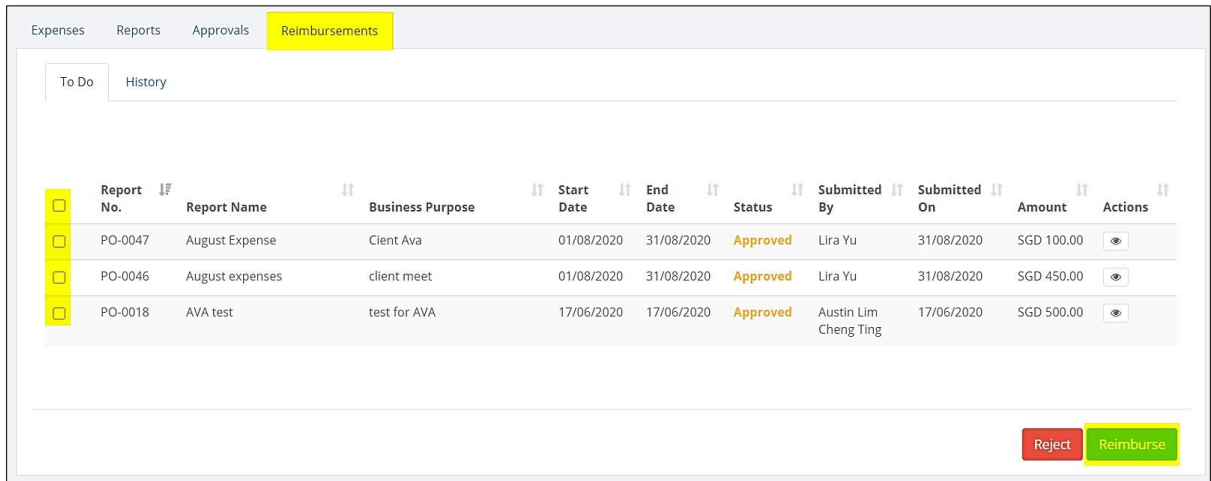 Expenses Reports Approvals Reimbursements
To Do History
Report No. Report Name Business Purpose Start Date End Date Status Submitted By Submitted On Amount Actions
PO-0047 August Expense Cient Ava 01/08/2020 31/08/2020 Approved Lira Yu 31/08/2020 SGD 100.00
PO-0046 August expenses client meet 01/08/2020 31/08/2020 Approved Lira Yu 31/08/2020 SGD 450.00
PO-0018 AVA test test for AVA 17/06/2020 17/06/2020 Approved Austin Lim Cheng Ting 17/06/2020 SGD 500.00
Reject Reimburse